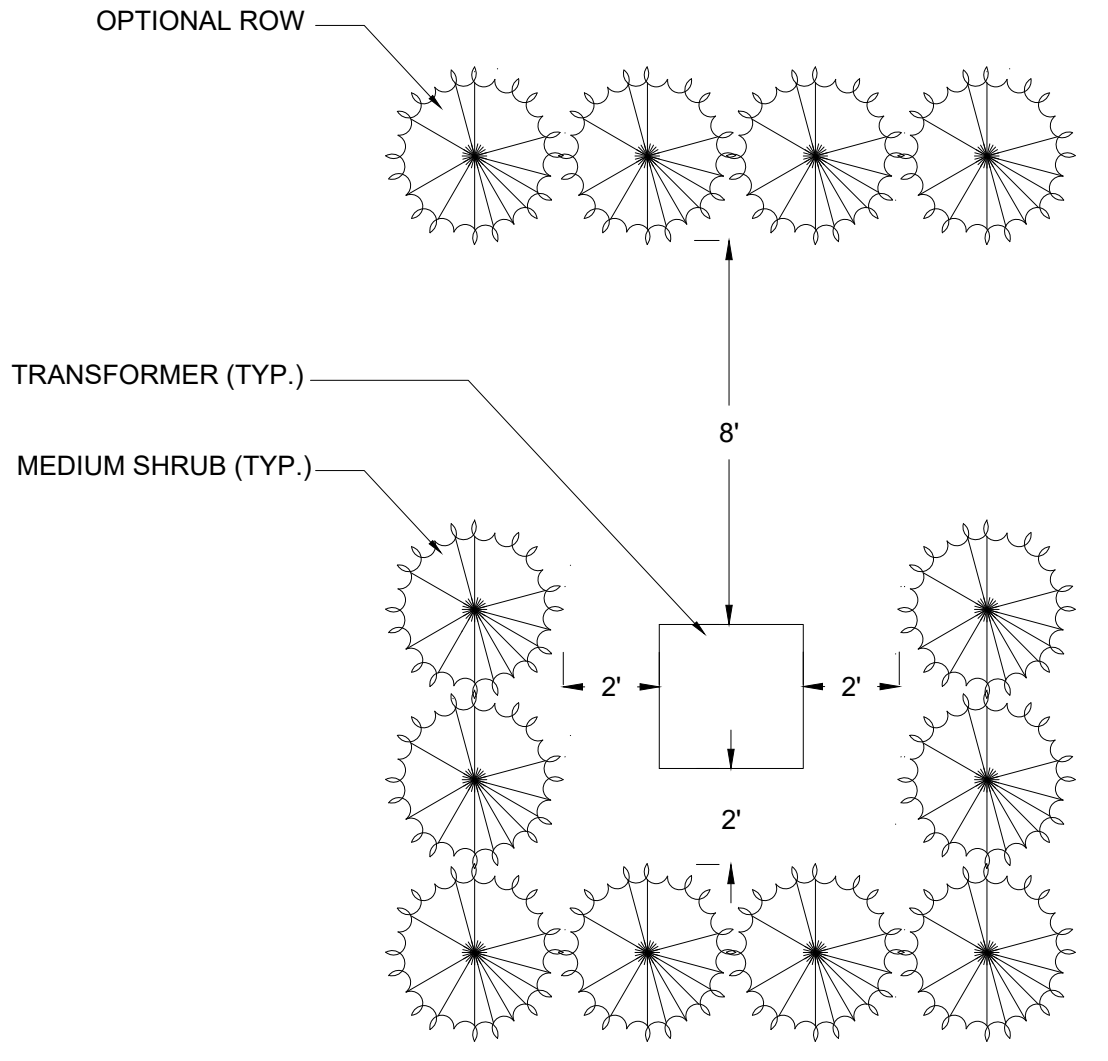 OPTIONAL ROW
TRANSFORMER (TYP.)
8'
MEDIUM SHRUB (TYP.)
2'
2'
2'